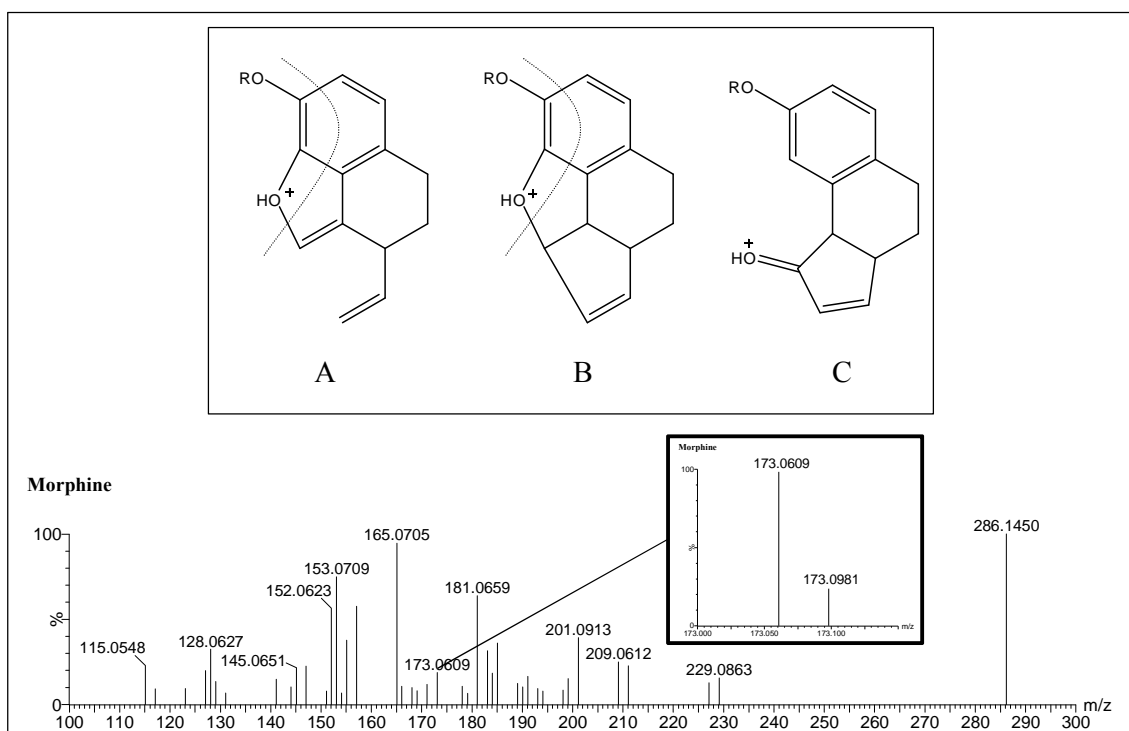 RO RO RO
HO + HO + HO +
A B C
Morphine
100
%
0
115.0548
128.0627
145.0651
152.0623
153.0709
165.0705
173.0609
181.0659
201.0913
209.0612
229.0863
286.1450
100 110 120 130 140 150 160 170 180 190 200 210 220 230 240 250 260 270 280 290 300 m/z
Morphine
100
%
0
173.0609
173.0981
173.000 173.050 173.100 m/z